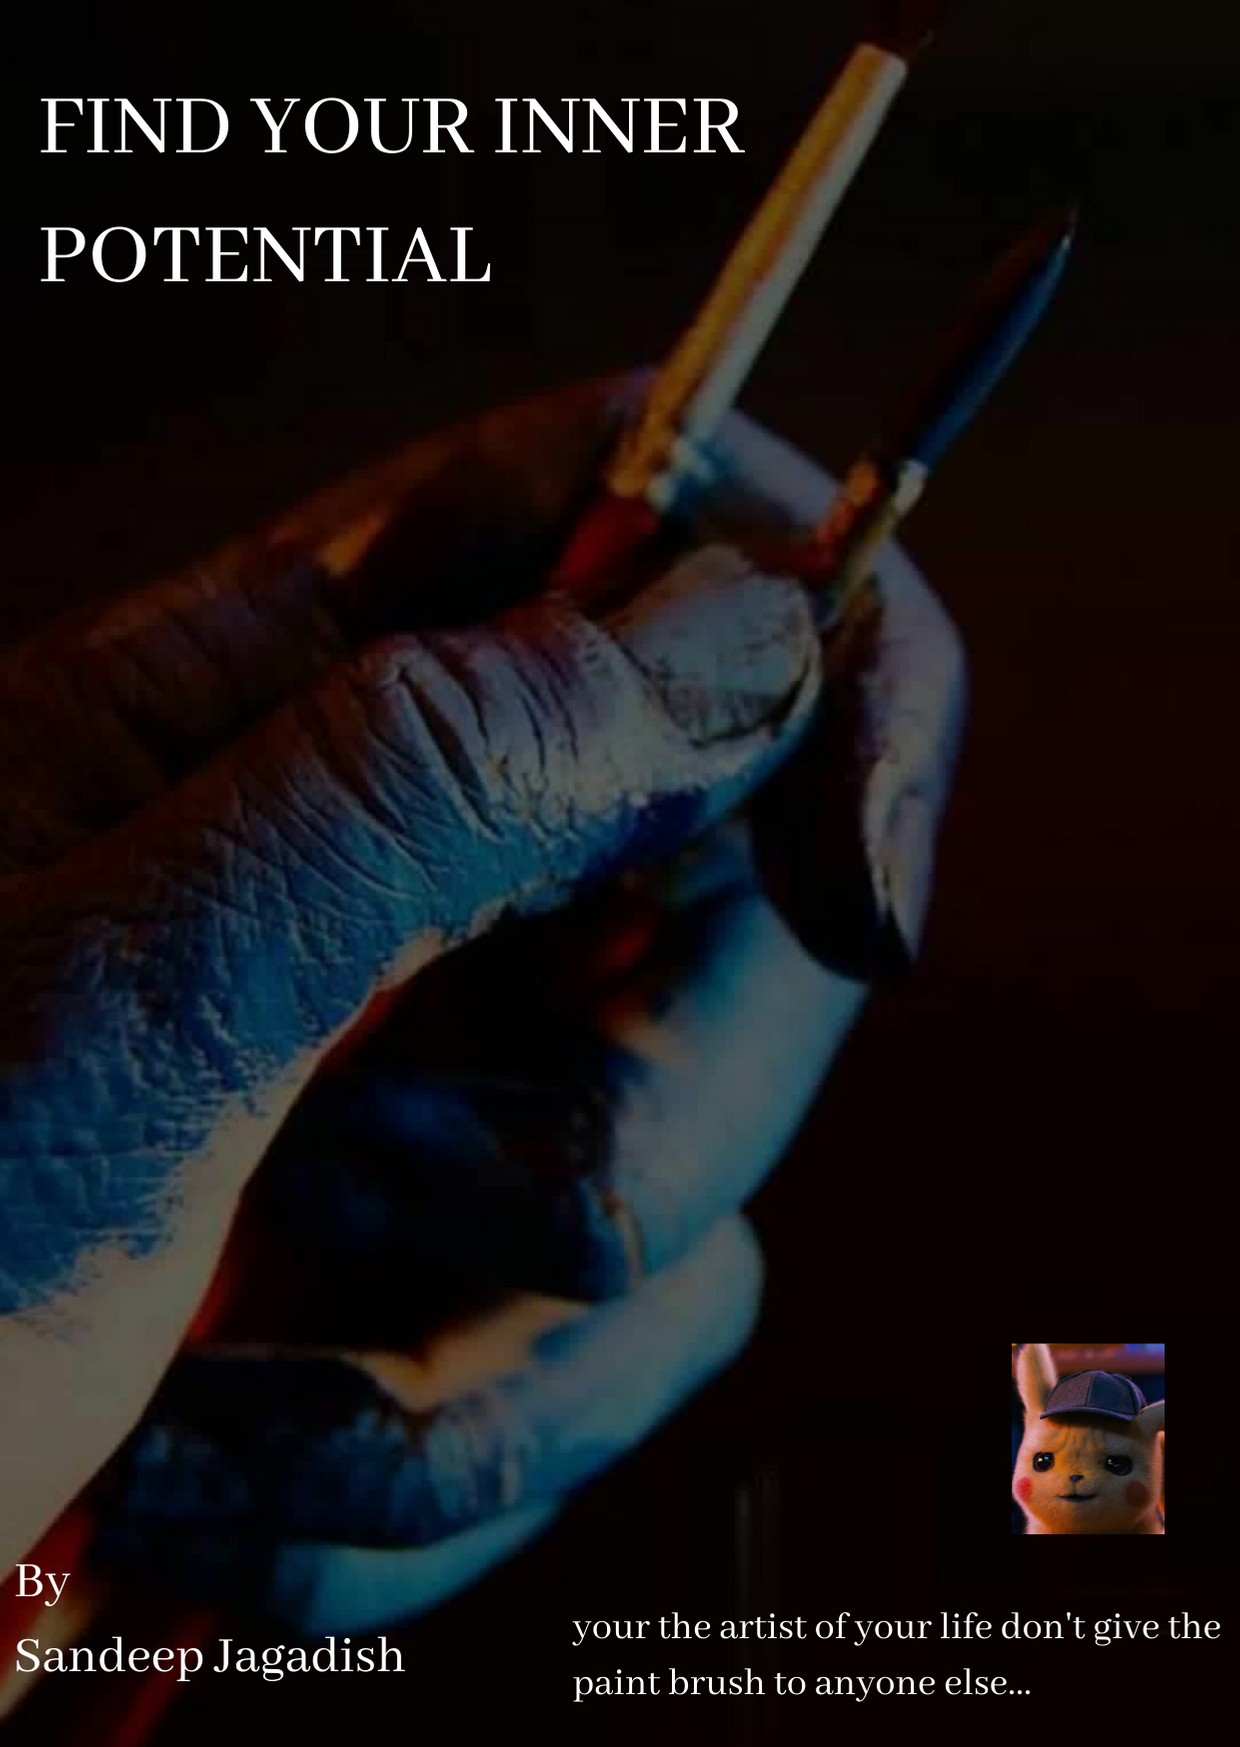 FIND YOUR INNER
POTENTIAL
By
Sandeep Jagadish
your the artist of your life don't give the
paint brush to anyone else...